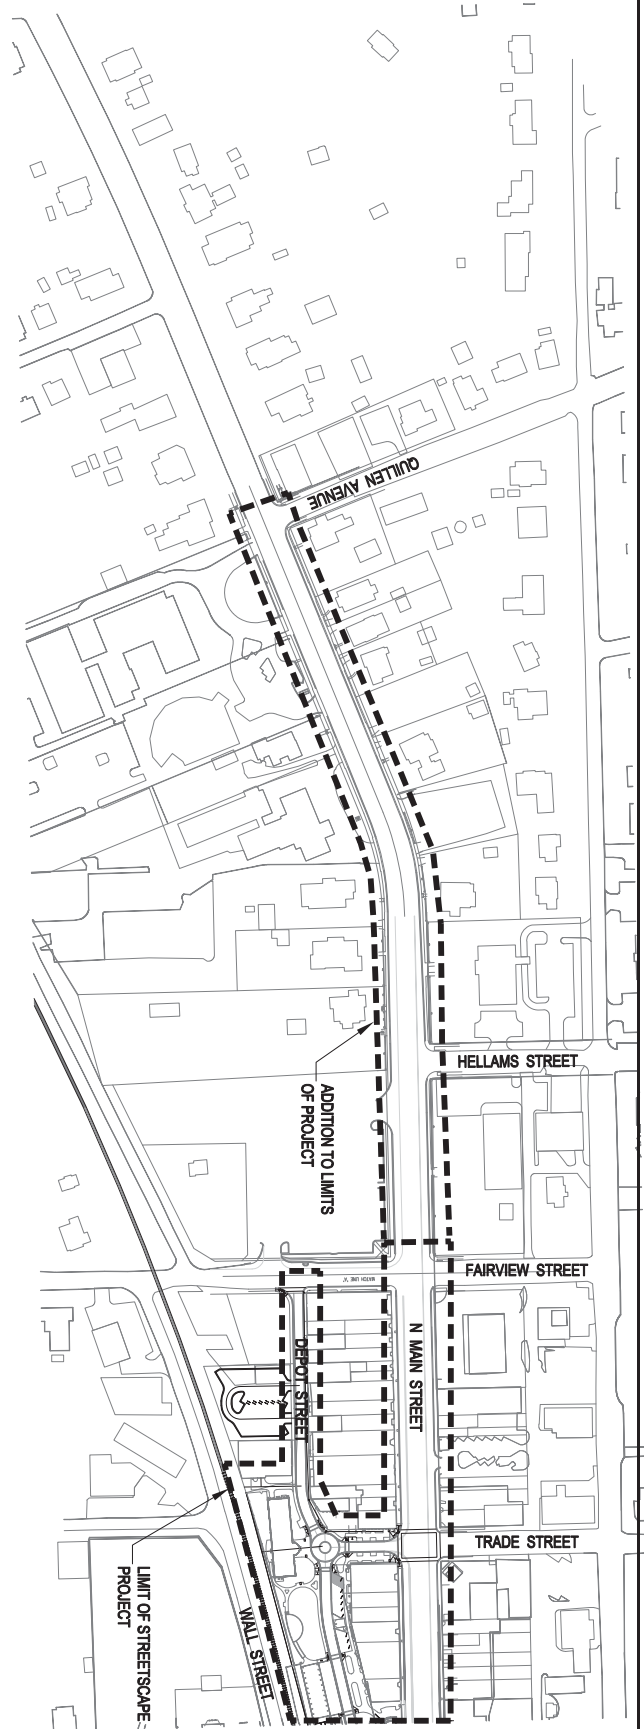 QUILLEN AVENUE
HELLAMS STREET
ADDITION TO LIMITS
OF PROJECT
FAIRVIEW STREET
MATCH LINE 'A'
N MAIN STREET
DEPOT STREET
TRADE STREET
LIMIT OF STREETSCAPE
PROJECT
WALL STREET